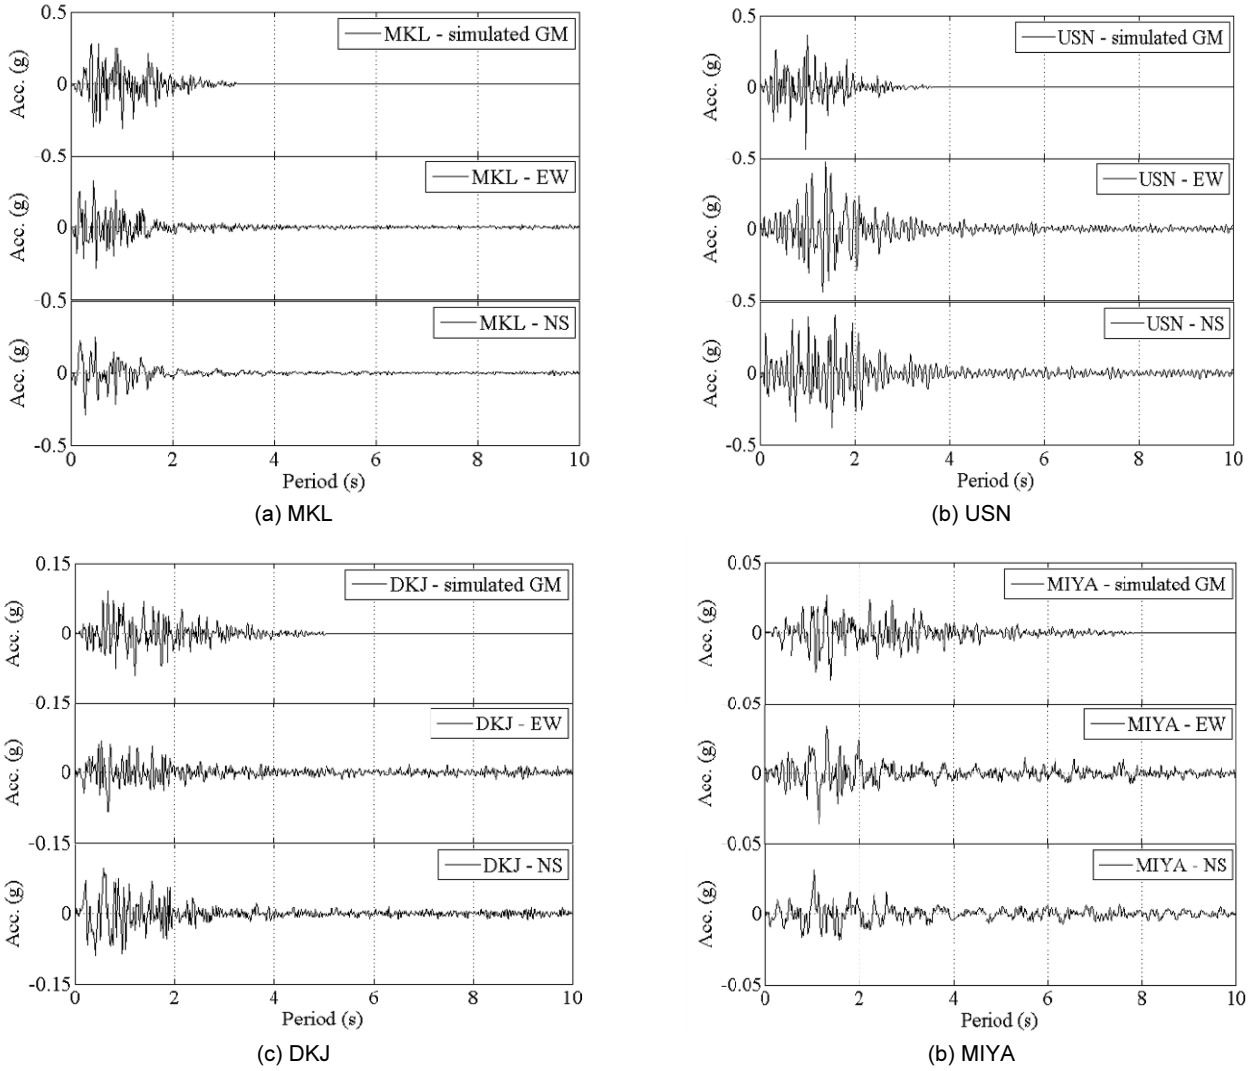 0.5
MKL - simulated GM
Acc. (g)
0
0.5
MKL - EW
Acc. (g)
0
0.5
MKL - NS
Acc. (g)
0
-0.5
0 2 4 6 8 10
Period (s)
(a) MKL
0.5
USN - simulated GM
Acc. (g)
0
0.5
USN - EW
Acc. (g)
0
0.5
USN - NS
Acc. (g)
0
-0.5
0 2 4 6 8 10
Period (s)
(b) USN
0.15
DKJ - simulated GM
Acc. (g)
0
0.15
DKJ - EW
Acc. (g)
0
0.15
DKJ - NS
Acc. (g)
0
-0.15
0 2 4 6 8 10
Period (s)
(c) DKJ
0.05
MIYA - simulated GM
Acc. (g)
0
0.05
MIYA - EW
Acc. (g)
0
0.05
MIYA - NS
Acc. (g)
0
-0.05
0 2 4 6 8 10
Period (s)
(b) MIYA